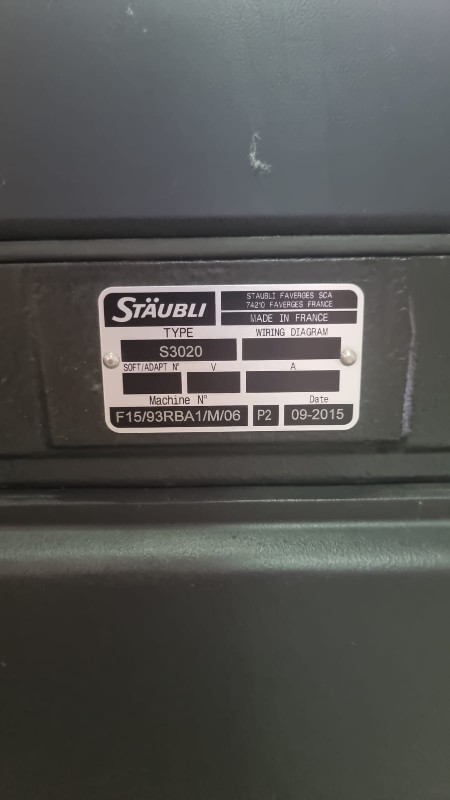 STÄUBLI
STAUBLI FAVERGES SCA
74210 FAVERGES FRANCE
MADE IN FRANCE
TYPE
WIRING DIAGRAM
S3020
SOFT/ADAPT N° V A
Machine N° Date
F15/93RBA1/M/06 P2 09-2015